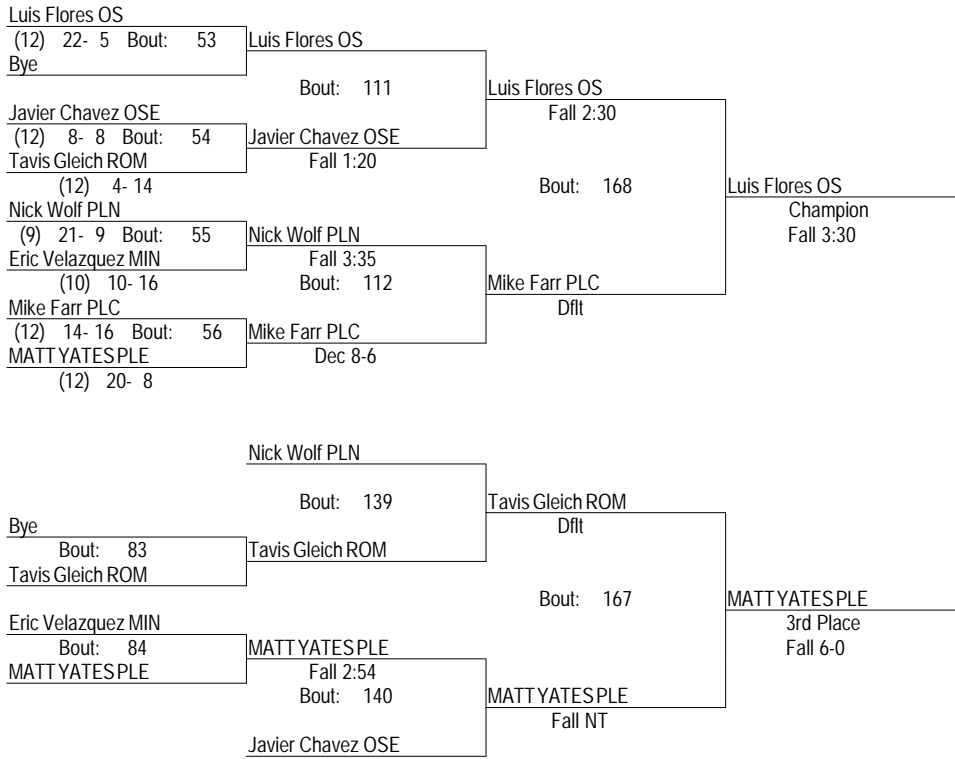 Luis Flores OS
(12) 22- 5 Bout: 53
Luis Flores OS
Bye
Bout: 111
Luis Flores OS
Javier Chavez OSE
Fall 2:30
(12) 8- 8 Bout: 54
Javier Chavez OSE
Tavis Gleich ROM
Fall 1:20
(12) 4- 14
Bout: 168
Luis Flores OS
Nick Wolf PLN
Champion
(9) 21- 9 Bout: 55
Nick Wolf PLN
Fall 3:30
Eric Velazquez MIN
Fall 3:35
(10) 10- 16
Bout: 112
Mike Farr PLC
Mike Farr PLC
Dflt
(12) 14- 16 Bout: 56
Mike Farr PLC
MATT YATES PLE
Dec 8-6
(12) 20- 8
Nick Wolf PLN
Bout: 139
Tavis Gleich ROM
Bye
Dflt
Bout: 83
Tavis Gleich ROM
Tavis Gleich ROM
Bout: 167
MATT YATES PLE
Eric Velazquez MIN
3rd Place
Bout: 84
MATT YATES PLE
Fall 6-0
MATT YATES PLE
Fall 2:54
Bout: 140
MATT YATES PLE
Fall NT
Javier Chavez OSE